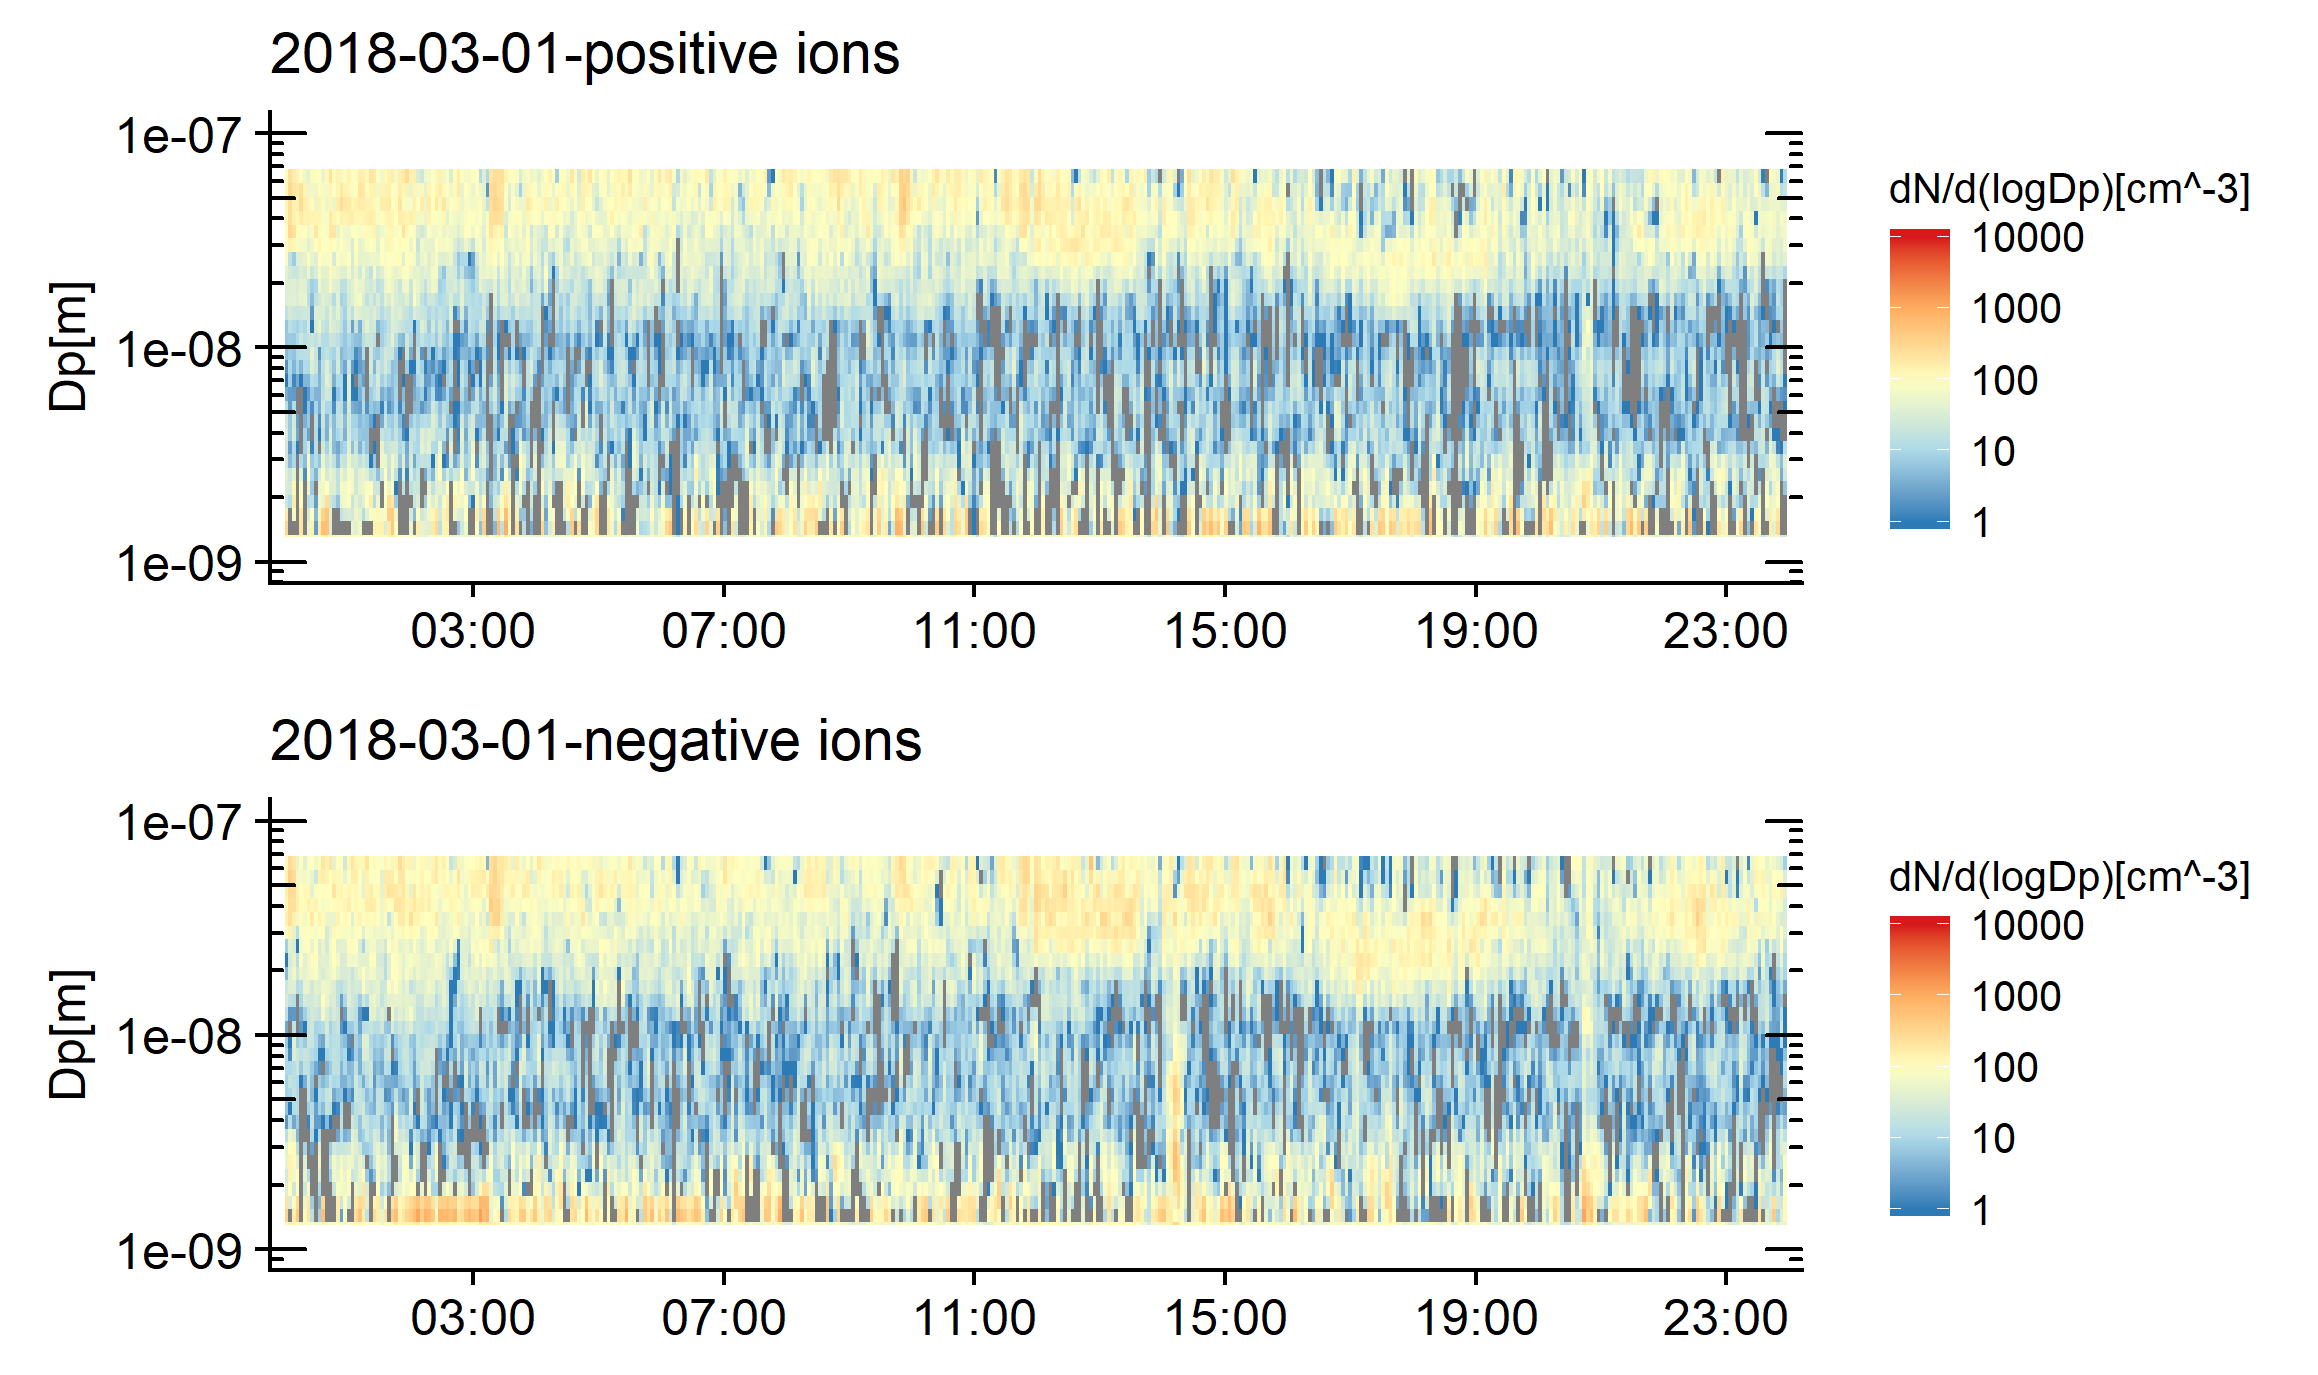 2018-03-01-positive ions
1e-07
1e-08
1e-09
Dp[m]
03:00 07:00 11:00 15:00 19:00 23:00
dN/d(logDp)[cm^-3]
10000
1000
100
10
1
2018-03-01-negative ions
1e-07
1e-08
1e-09
Dp[m]
03:00 07:00 11:00 15:00 19:00 23:00
dN/d(logDp)[cm^-3]
10000
1000
100
10
1